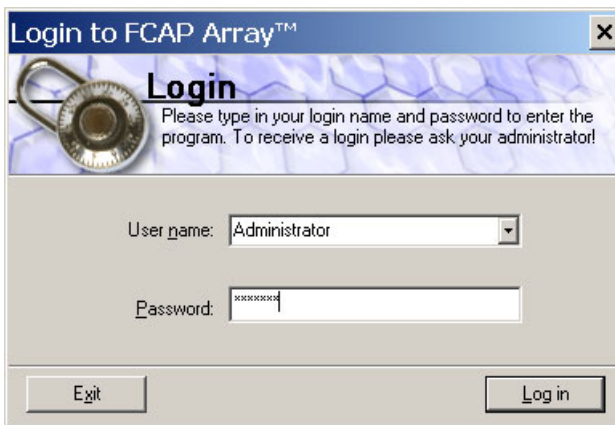 Login to FCAP Array™
Login
Please type in your login name and password to enter the
program. To receive a login please ask your administrator!
User name: Administrator
Password: *******
Exit Log in